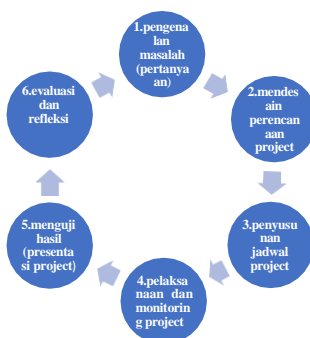 1.pengena
lan
masalah
(pertanya
an)
2.mendes
ain
perencan
aan
project
3.penyusu
nan
jadwal
project
4.pelaksa
naan dan
monitorin
g project
5.menguji
hasil
(presenta
si project)
6.evaluasi
dan
refleksi